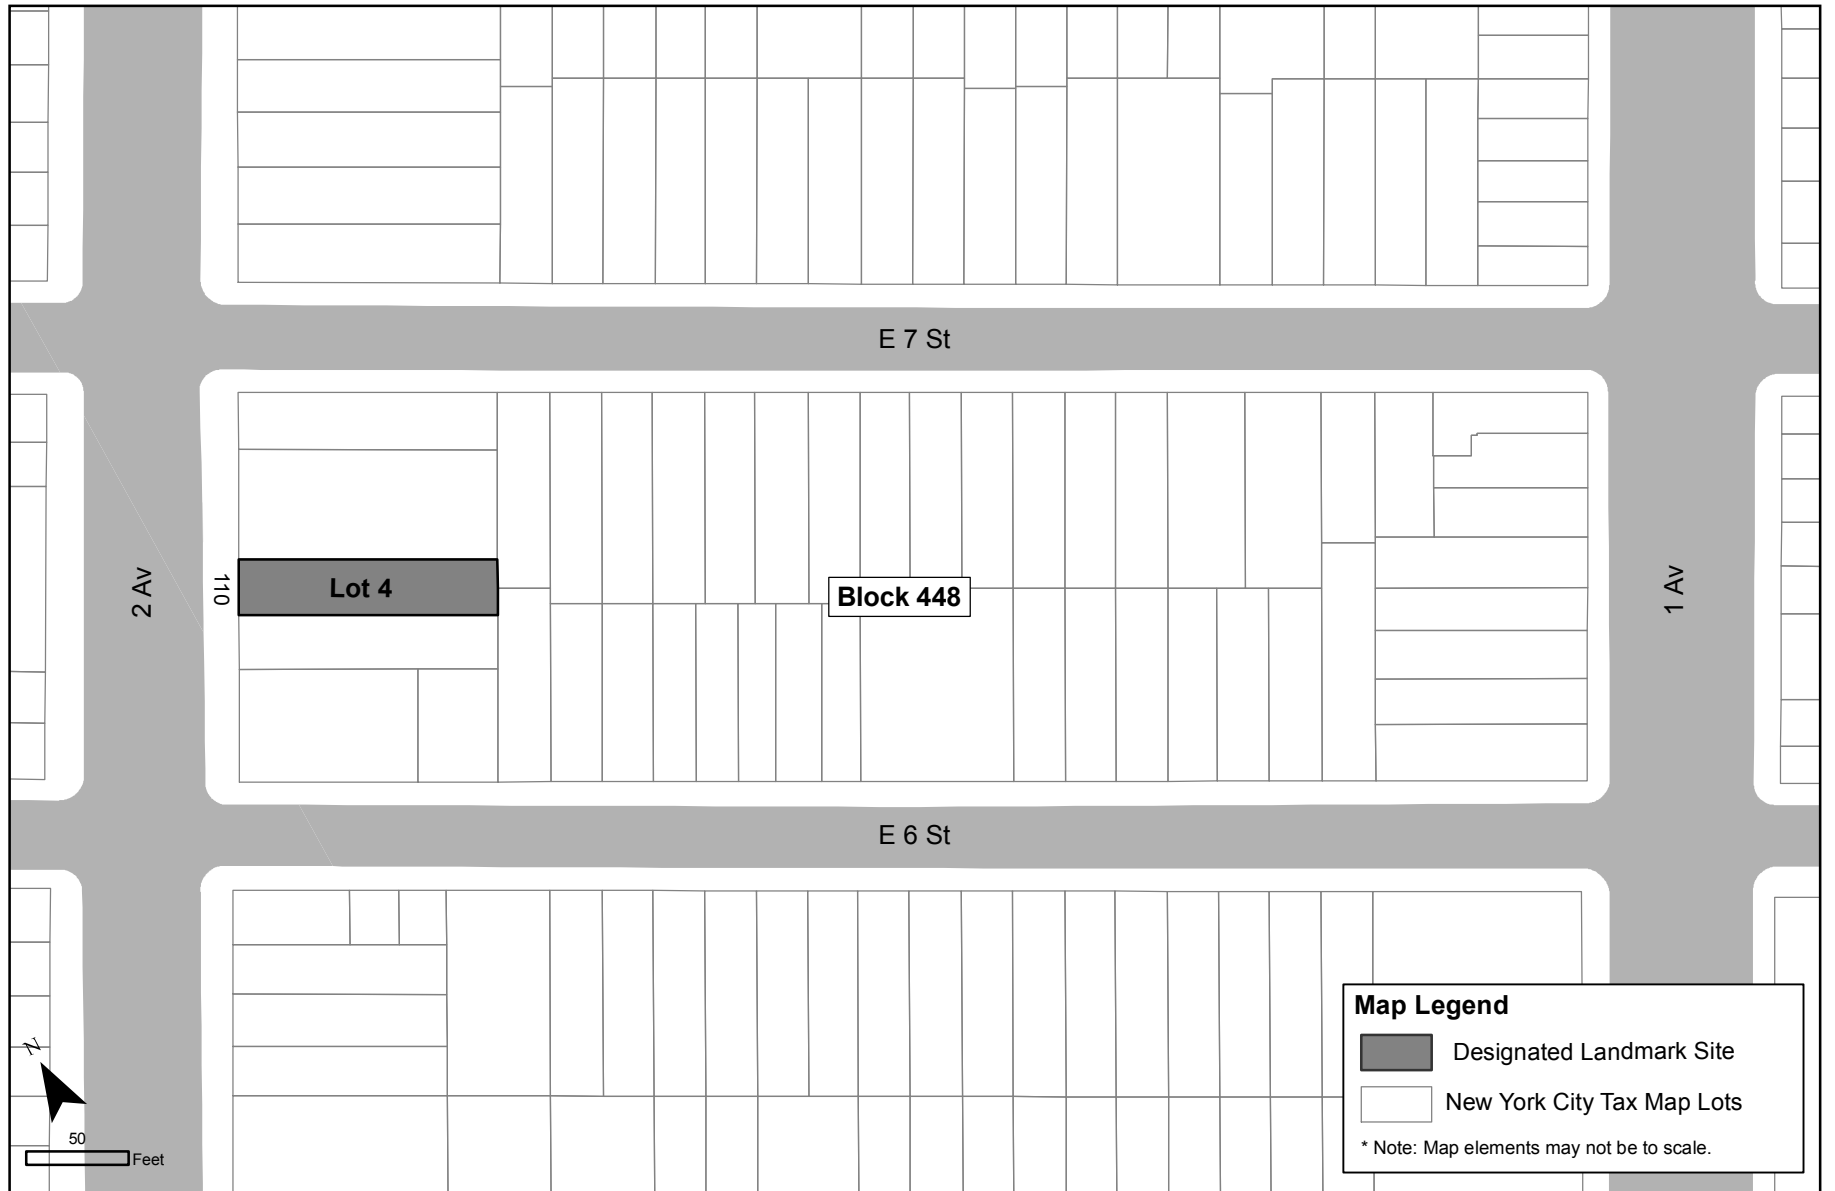 E 7 St
2 Av
110
Lot 4
Block 448
1 Av
E 6 St
N
50
Feet
Map Legend
Designated Landmark Site
New York City Tax Map Lots
* Note: Map elements may not be to scale.